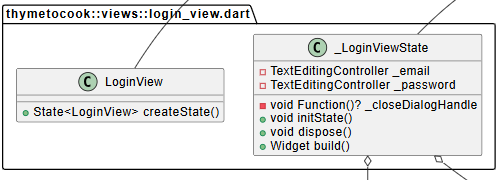 thymetocook::views::login_view.dart
C LoginView
State<LoginView> createState()
C _LoginViewState
TextEditingController _email
TextEditingController _password
void Function()? _closeDialogHandle
void initState()
void dispose()
Widget build()